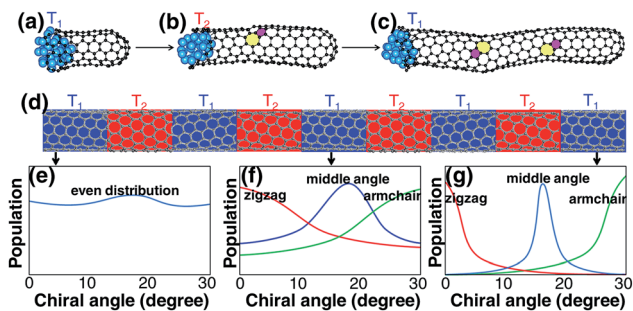 (a) T1 (b) T2 (c) T1
(d) T1 T2 T1 T2 T1 T2 T1 T2 T1
(e) even distribution
Population
0 10 20 30
Chiral angle (degree)
(f) middle angle
zigzag armchair
Population
0 10 20 30
Chiral angle (degree)
(g) middle angle
zigzag armchair
Population
0 10 20 30
Chiral angle (degree)